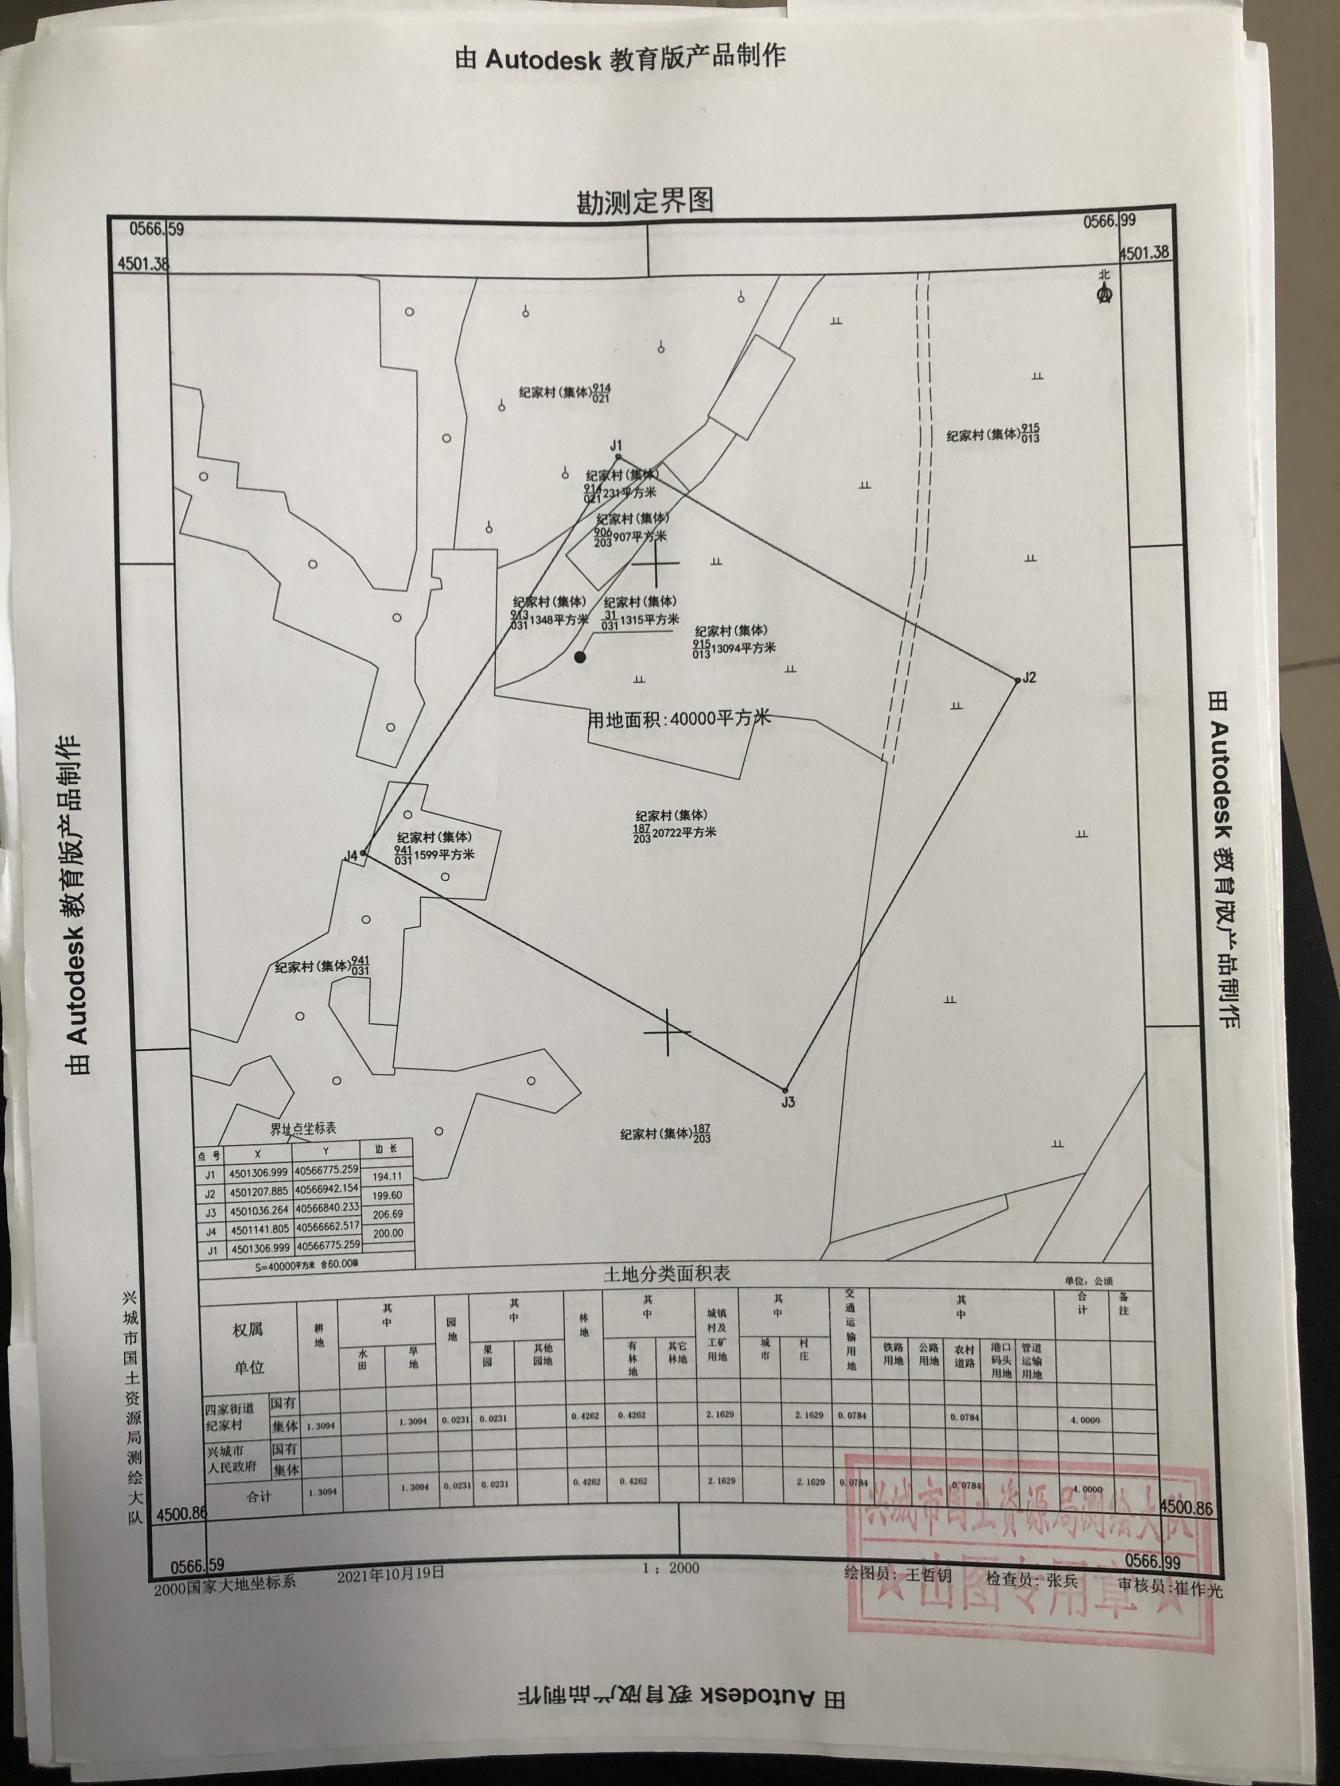 由 Autodesk 教育版产品制作
勘测定界图
0566.59
0566.99
4501.38
4501.38
北
纪家村(集体)914/021
纪家村(集体)915/013
J1
纪家村(集体)
914/021 231平方米
纪家村(集体)
906/203 907平方米
纪家村(集体)
913/031 1348平方米
纪家村(集体)
31/031 1315平方米
纪家村(集体)
915/013 13094平方米
J2
用地面积:40000平方米
纪家村(集体)
187/203 20722平方米
纪家村(集体)
941/031 1599平方米
J4
纪家村(集体)941/031
J3
纪家村(集体)187/203
由 Autodesk 教育版产品制作
由 Autodesk 教育版产品制作
界址点坐标表
点号 X Y 边长
J1 4501306.999 40566775.259
194.11
J2 4501207.885 40566942.154
199.60
J3 4501036.264 40566840.233
206.69
J4 4501141.805 40566662.517
200.00
J1 4501306.999 40566775.259
S=40000平方米 合60.00亩
土地分类面积表
单位：公顷
权属单位 耕地 其中 园地 其中 林地 其中 城镇村及工矿用地 其中 交通运输用地 其中 合计 备注
水田 旱地 果园 其他园地 有林地 其它林地 城市 村庄 铁路用地 公路用地 农村道路 港口码头用地 管道运输用地
四家街道纪家村 国有
集体 1.3094 1.3094 0.0231 0.0231 0.4262 0.4262 2.1629 2.1629 0.0784 0.0784 4.0000
兴城市人民政府 国有
集体
合计 1.3094 1.3094 0.0231 0.0231 0.4262 0.4262 2.1629 2.1629 0.0784 0.0784 4.0000
兴城市国土资源局测绘大队
4500.86
4500.86
0566.59
0566.99
2000国家大地坐标系
2021年10月19日
1：2000
绘图员：王哲钥
检查员：张兵
审核员：崔作光
兴城市国土资源局测绘大队
★出图专用章★
由 Autodesk 教育版产品制作